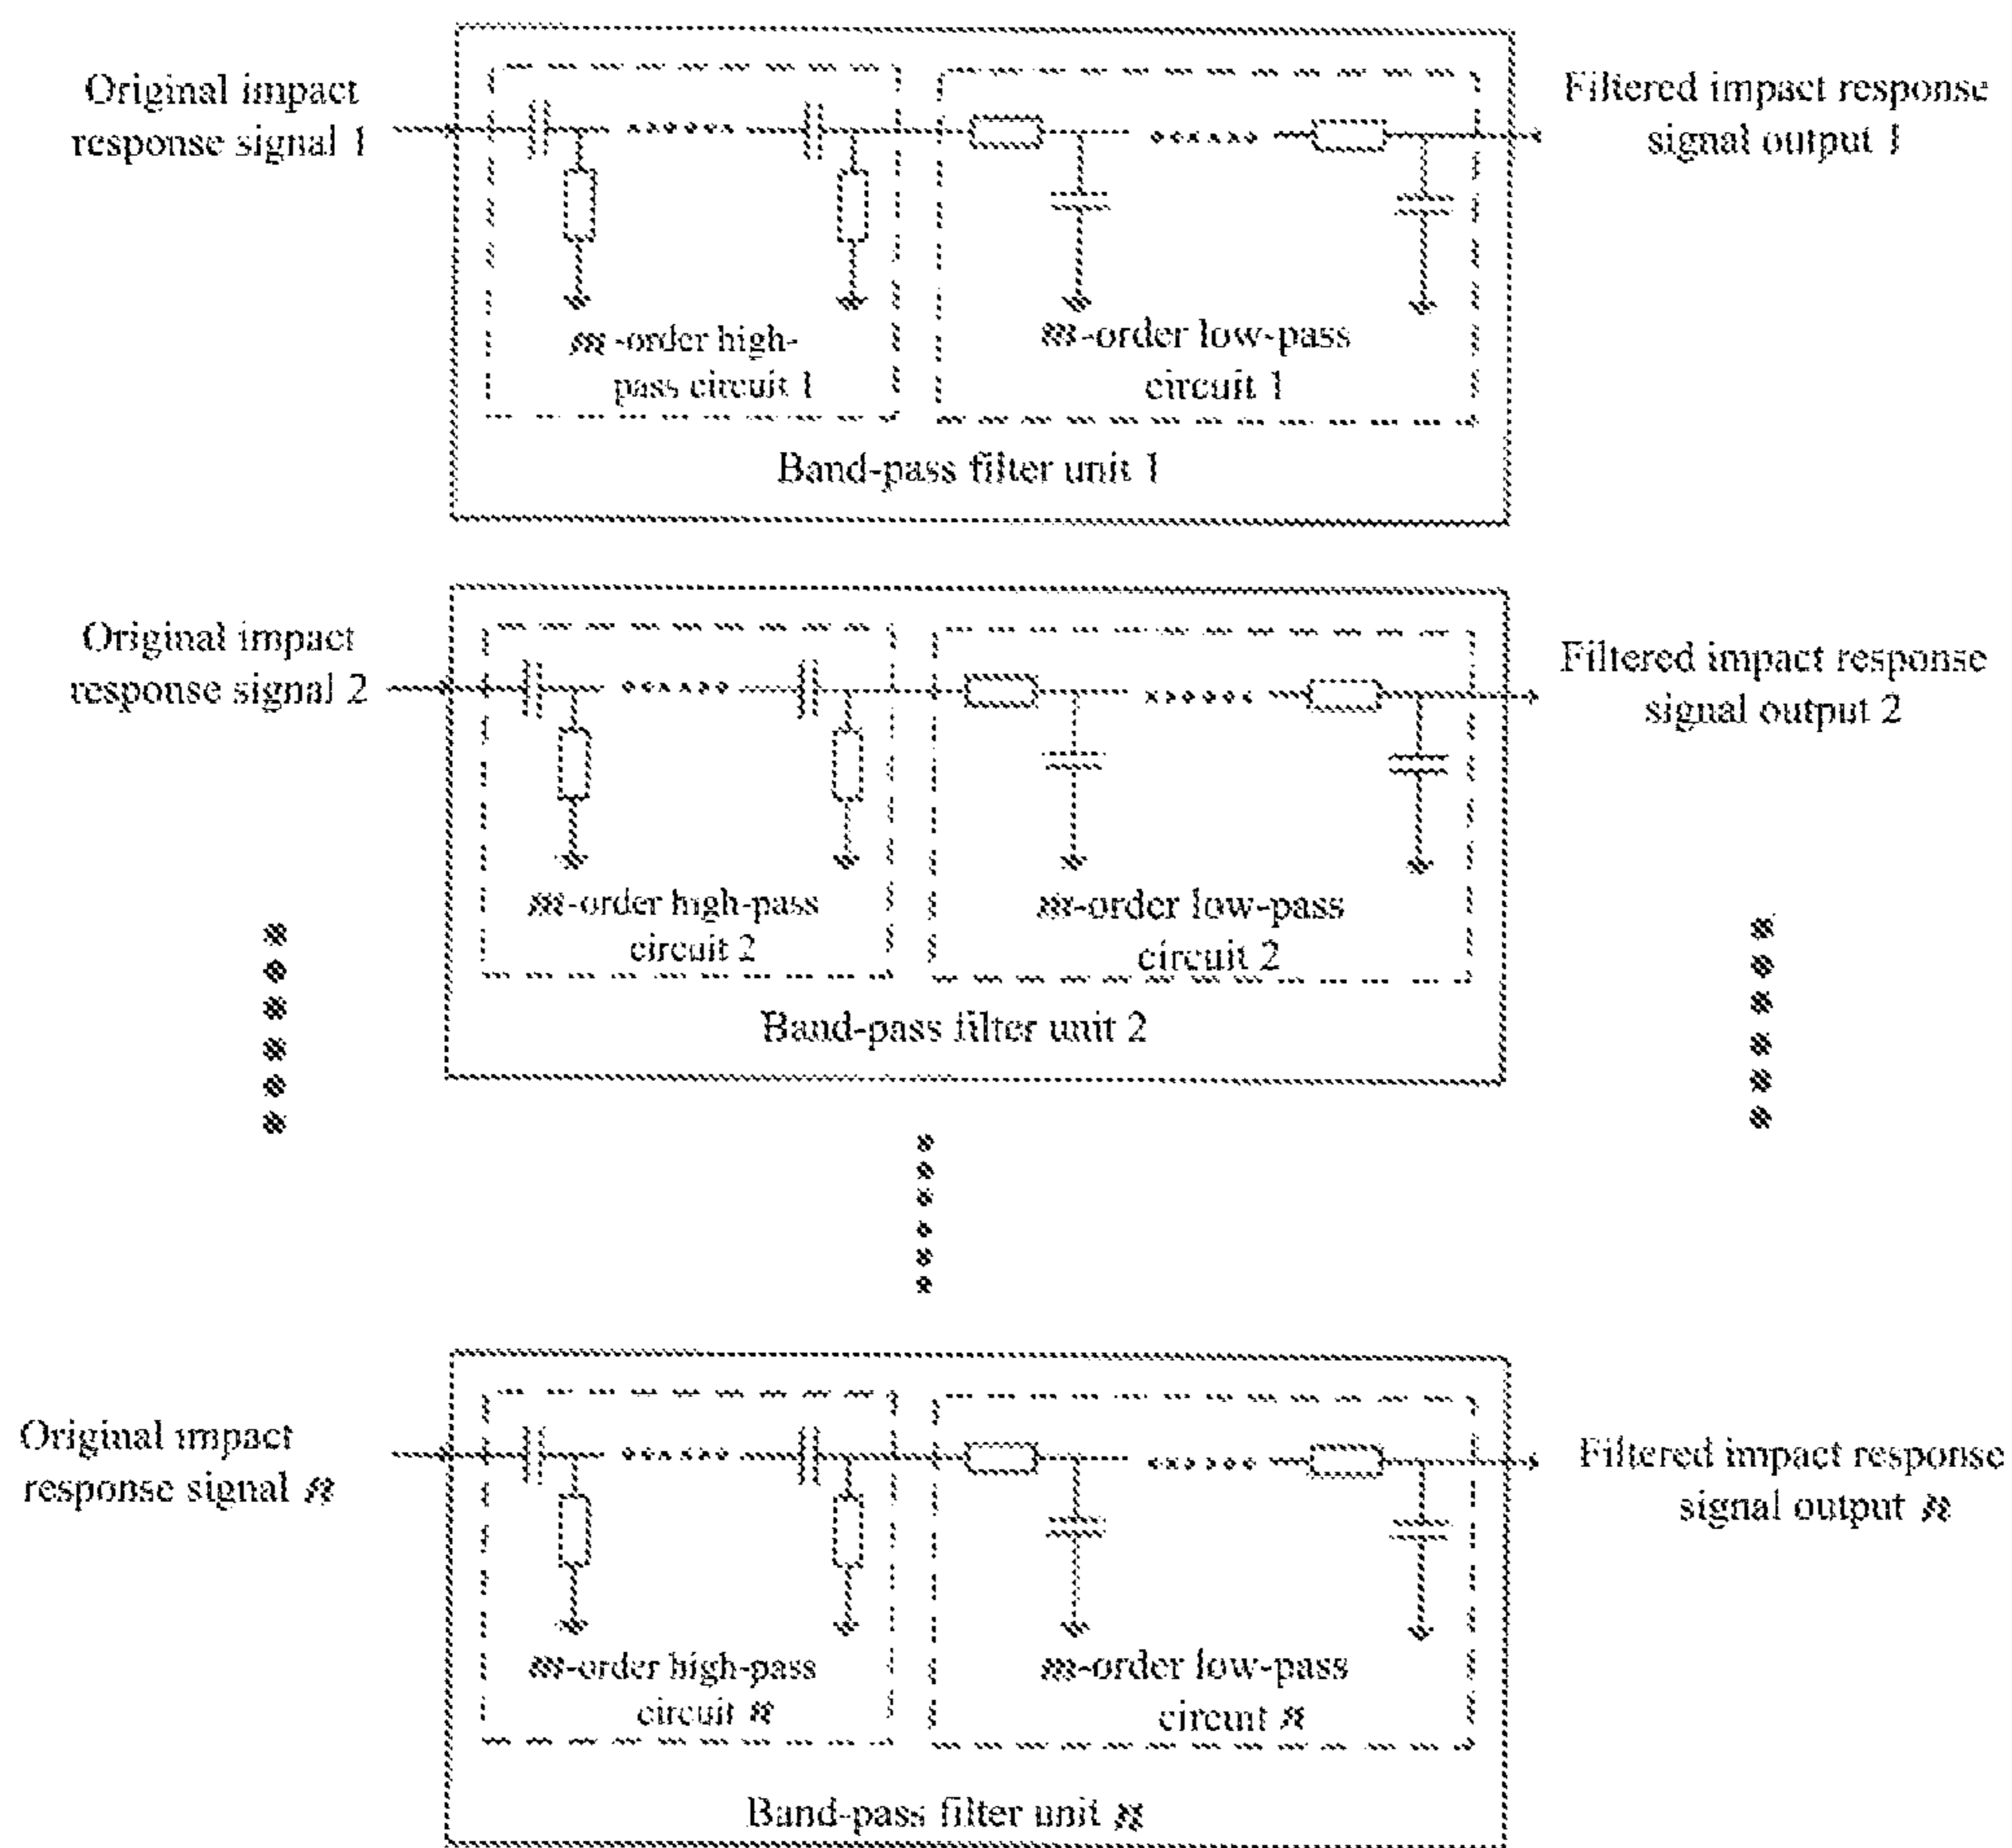 Original impact
response signal 1
Filtered impact response
signal output 1
m-order high-
pass circuit 1
m-order low-pass
circuit 1
Band-pass filter unit 1
Original impact
response signal 2
Filtered impact response
signal output 2
m-order high-pass
circuit 2
m-order low-pass
circuit 2
Band-pass filter unit 2
Original impact
response signal n
Filtered impact response
signal output n
m-order high-pass
circuit n
m-order low-pass
circuit n
Band-pass filter unit n